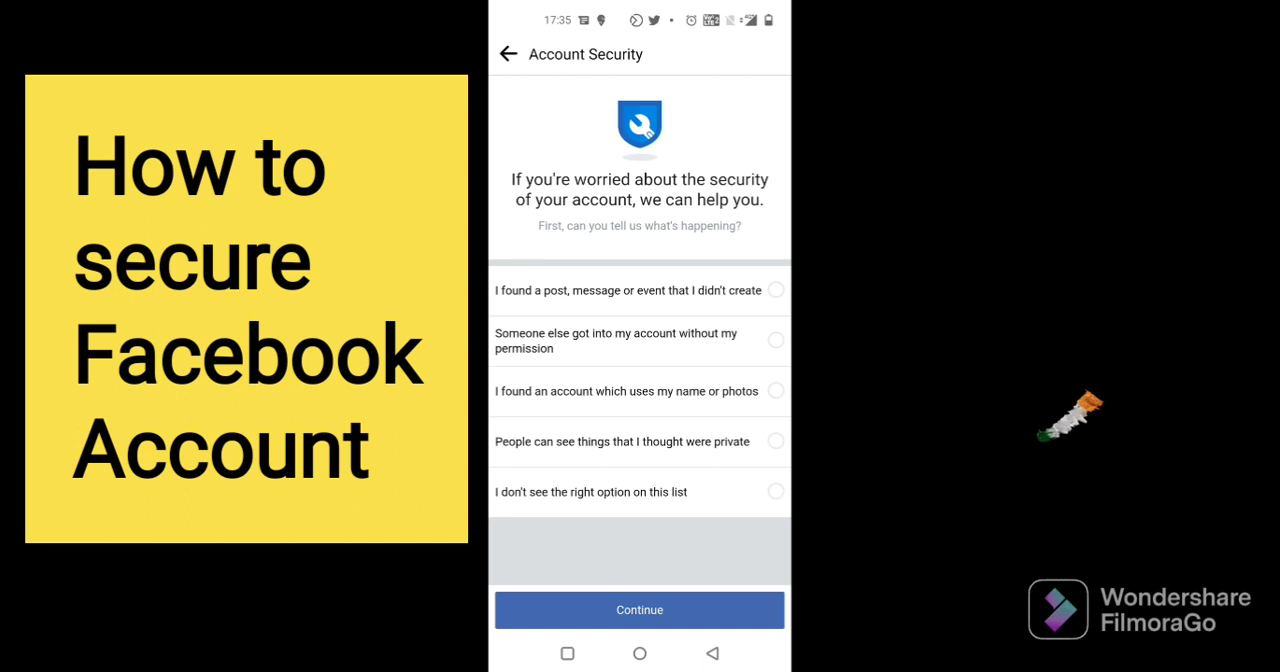 How to
secure
Facebook
Account
17:35
Account Security
If you're worried about the security
of your account, we can help you.
First, can you tell us what's happening?
I found a post, message or event that I didn't create
Someone else got into my account without my
permission
I found an account which uses my name or photos
People can see things that I thought were private
I don't see the right option on this list
Continue
Wondershare
FilmoraGo